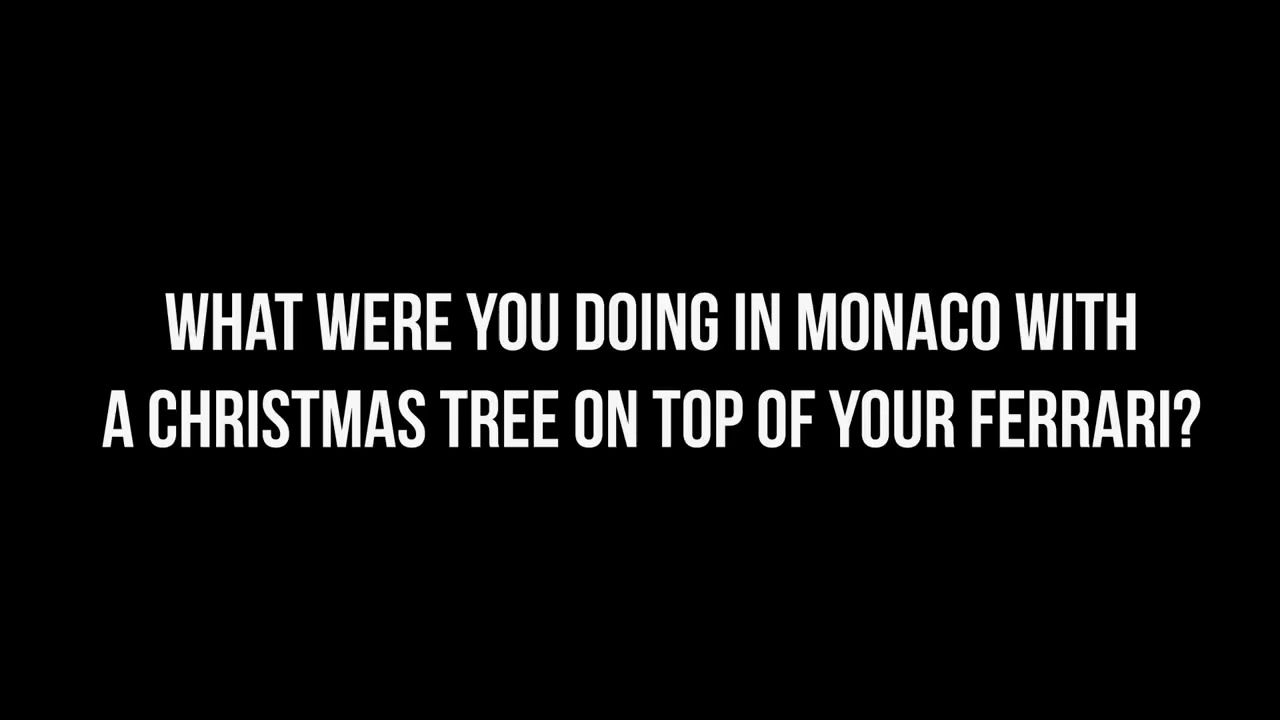 WHAT WERE YOU DOING IN MONACO WITH
A CHRISTMAS TREE ON TOP OF YOUR FERRARI?